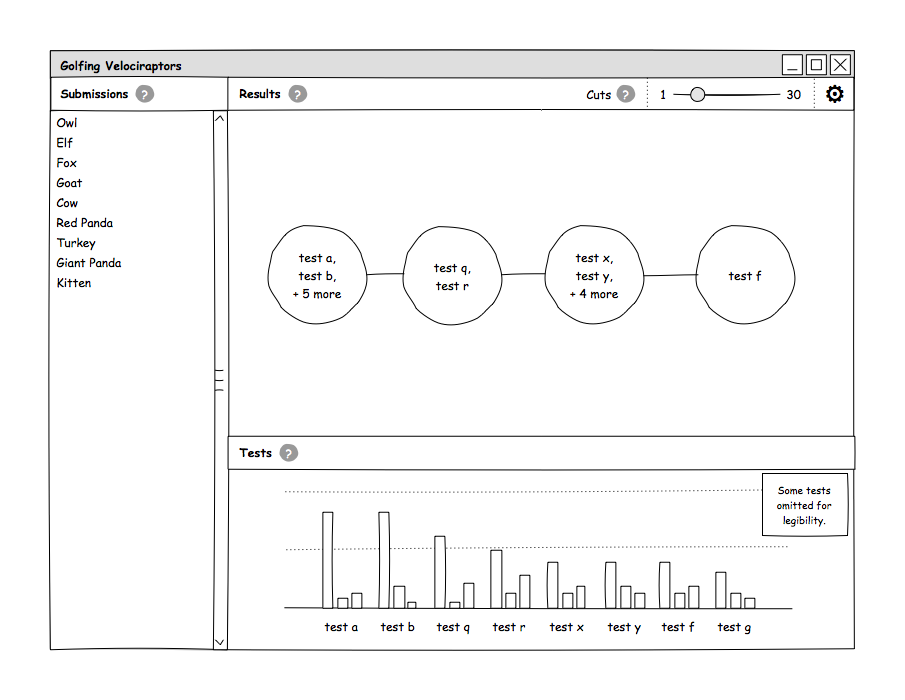 Golfing Velociraptors
Submissions ?
Results ?
Cuts ?
1
30
Owl
Elf
Fox
Goat
Cow
Red Panda
Turkey
Giant Panda
Kitten
test a,
test b,
+ 5 more
test q,
test r
test x,
test y,
+ 4 more
test f
Tests ?
Some tests
omitted for
legibility.
test a test b test q test r test x test y test f test g